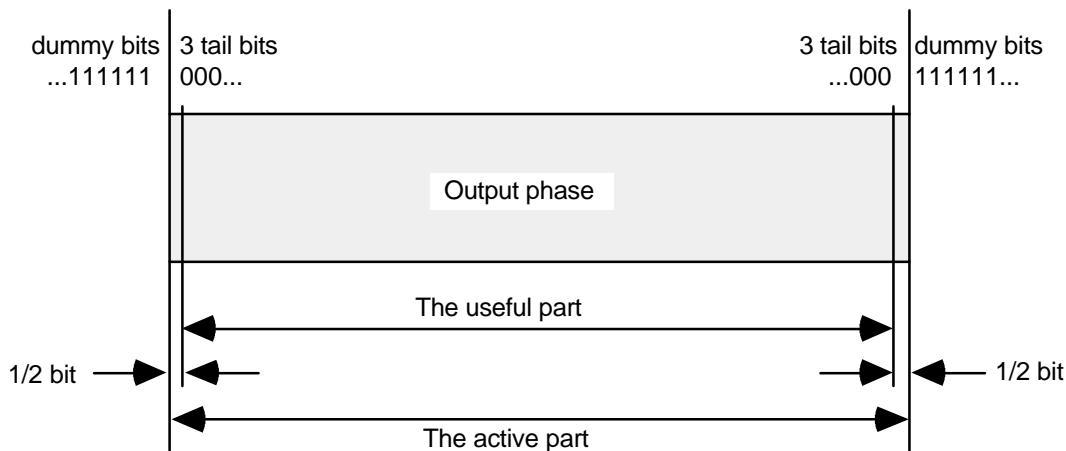 dummy bits 3 tail bits 3 tail bits dummy bits
...111111 000... ...000 111111...
Output phase
The useful part
1/2 bit 1/2 bit
The active part